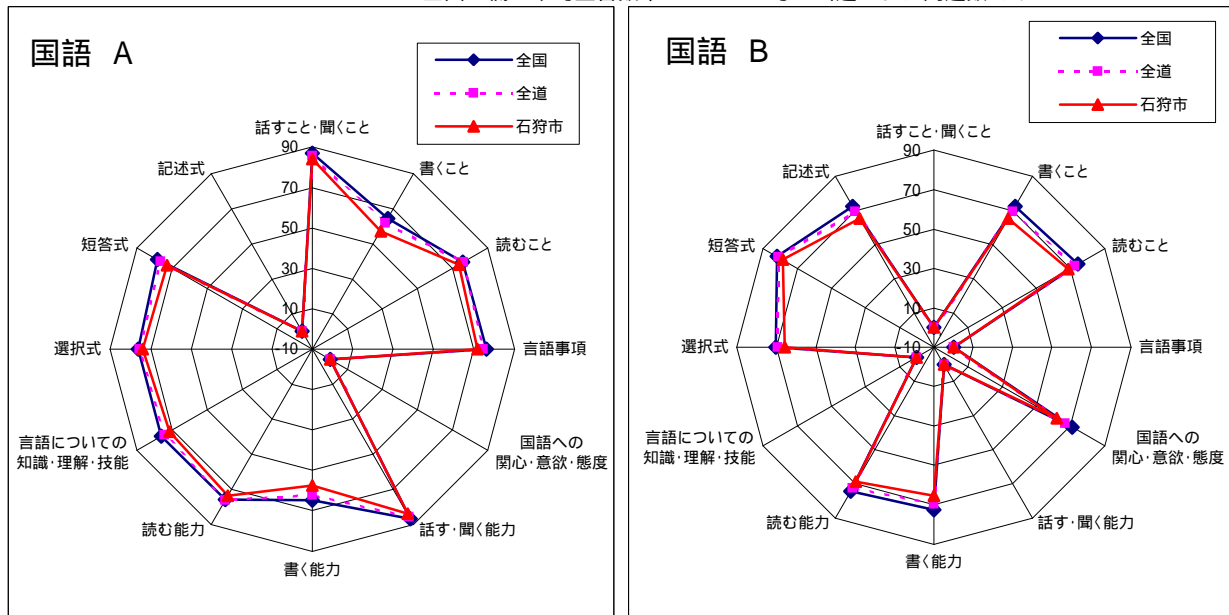 国語 A
全国
全道
石狩市
話すこと・聞くこと
書くこと
読むこと
言語事項
国語への
関心・意欲・態度
話す・聞く能力
書く能力
読む能力
言語についての
知識・理解・技能
選択式
短答式
記述式
90
70
50
30
10
-10
国語 B
全国
全道
石狩市
話すこと・聞くこと
書くこと
読むこと
言語事項
国語への
関心・意欲・態度
話す・聞く能力
書く能力
読む能力
言語についての
知識・理解・技能
選択式
短答式
記述式
90
70
50
30
10
-10